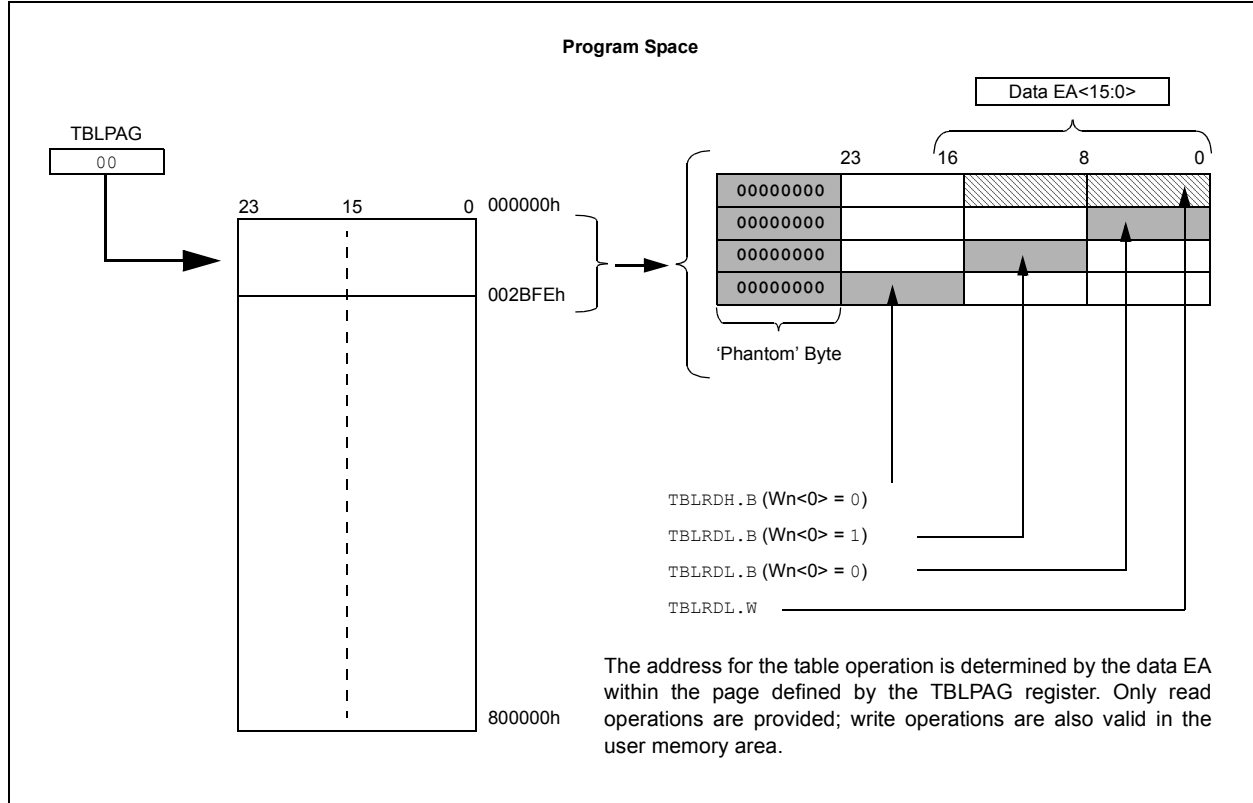 Program Space
Data EA<15:0>
TBLPAG
00
23 16 8 0
00000000
00000000
00000000
00000000
‘Phantom’ Byte
23 15 0
000000h
002BFEh
800000h
TBLRDH.B (Wn<0> = 0)
TBLRDL.B (Wn<0> = 1)
TBLRDL.B (Wn<0> = 0)
TBLRDL.W
The address for the table operation is determined by the data EA
within the page defined by the TBLPAG register. Only read
operations are provided; write operations are also valid in the
user memory area.